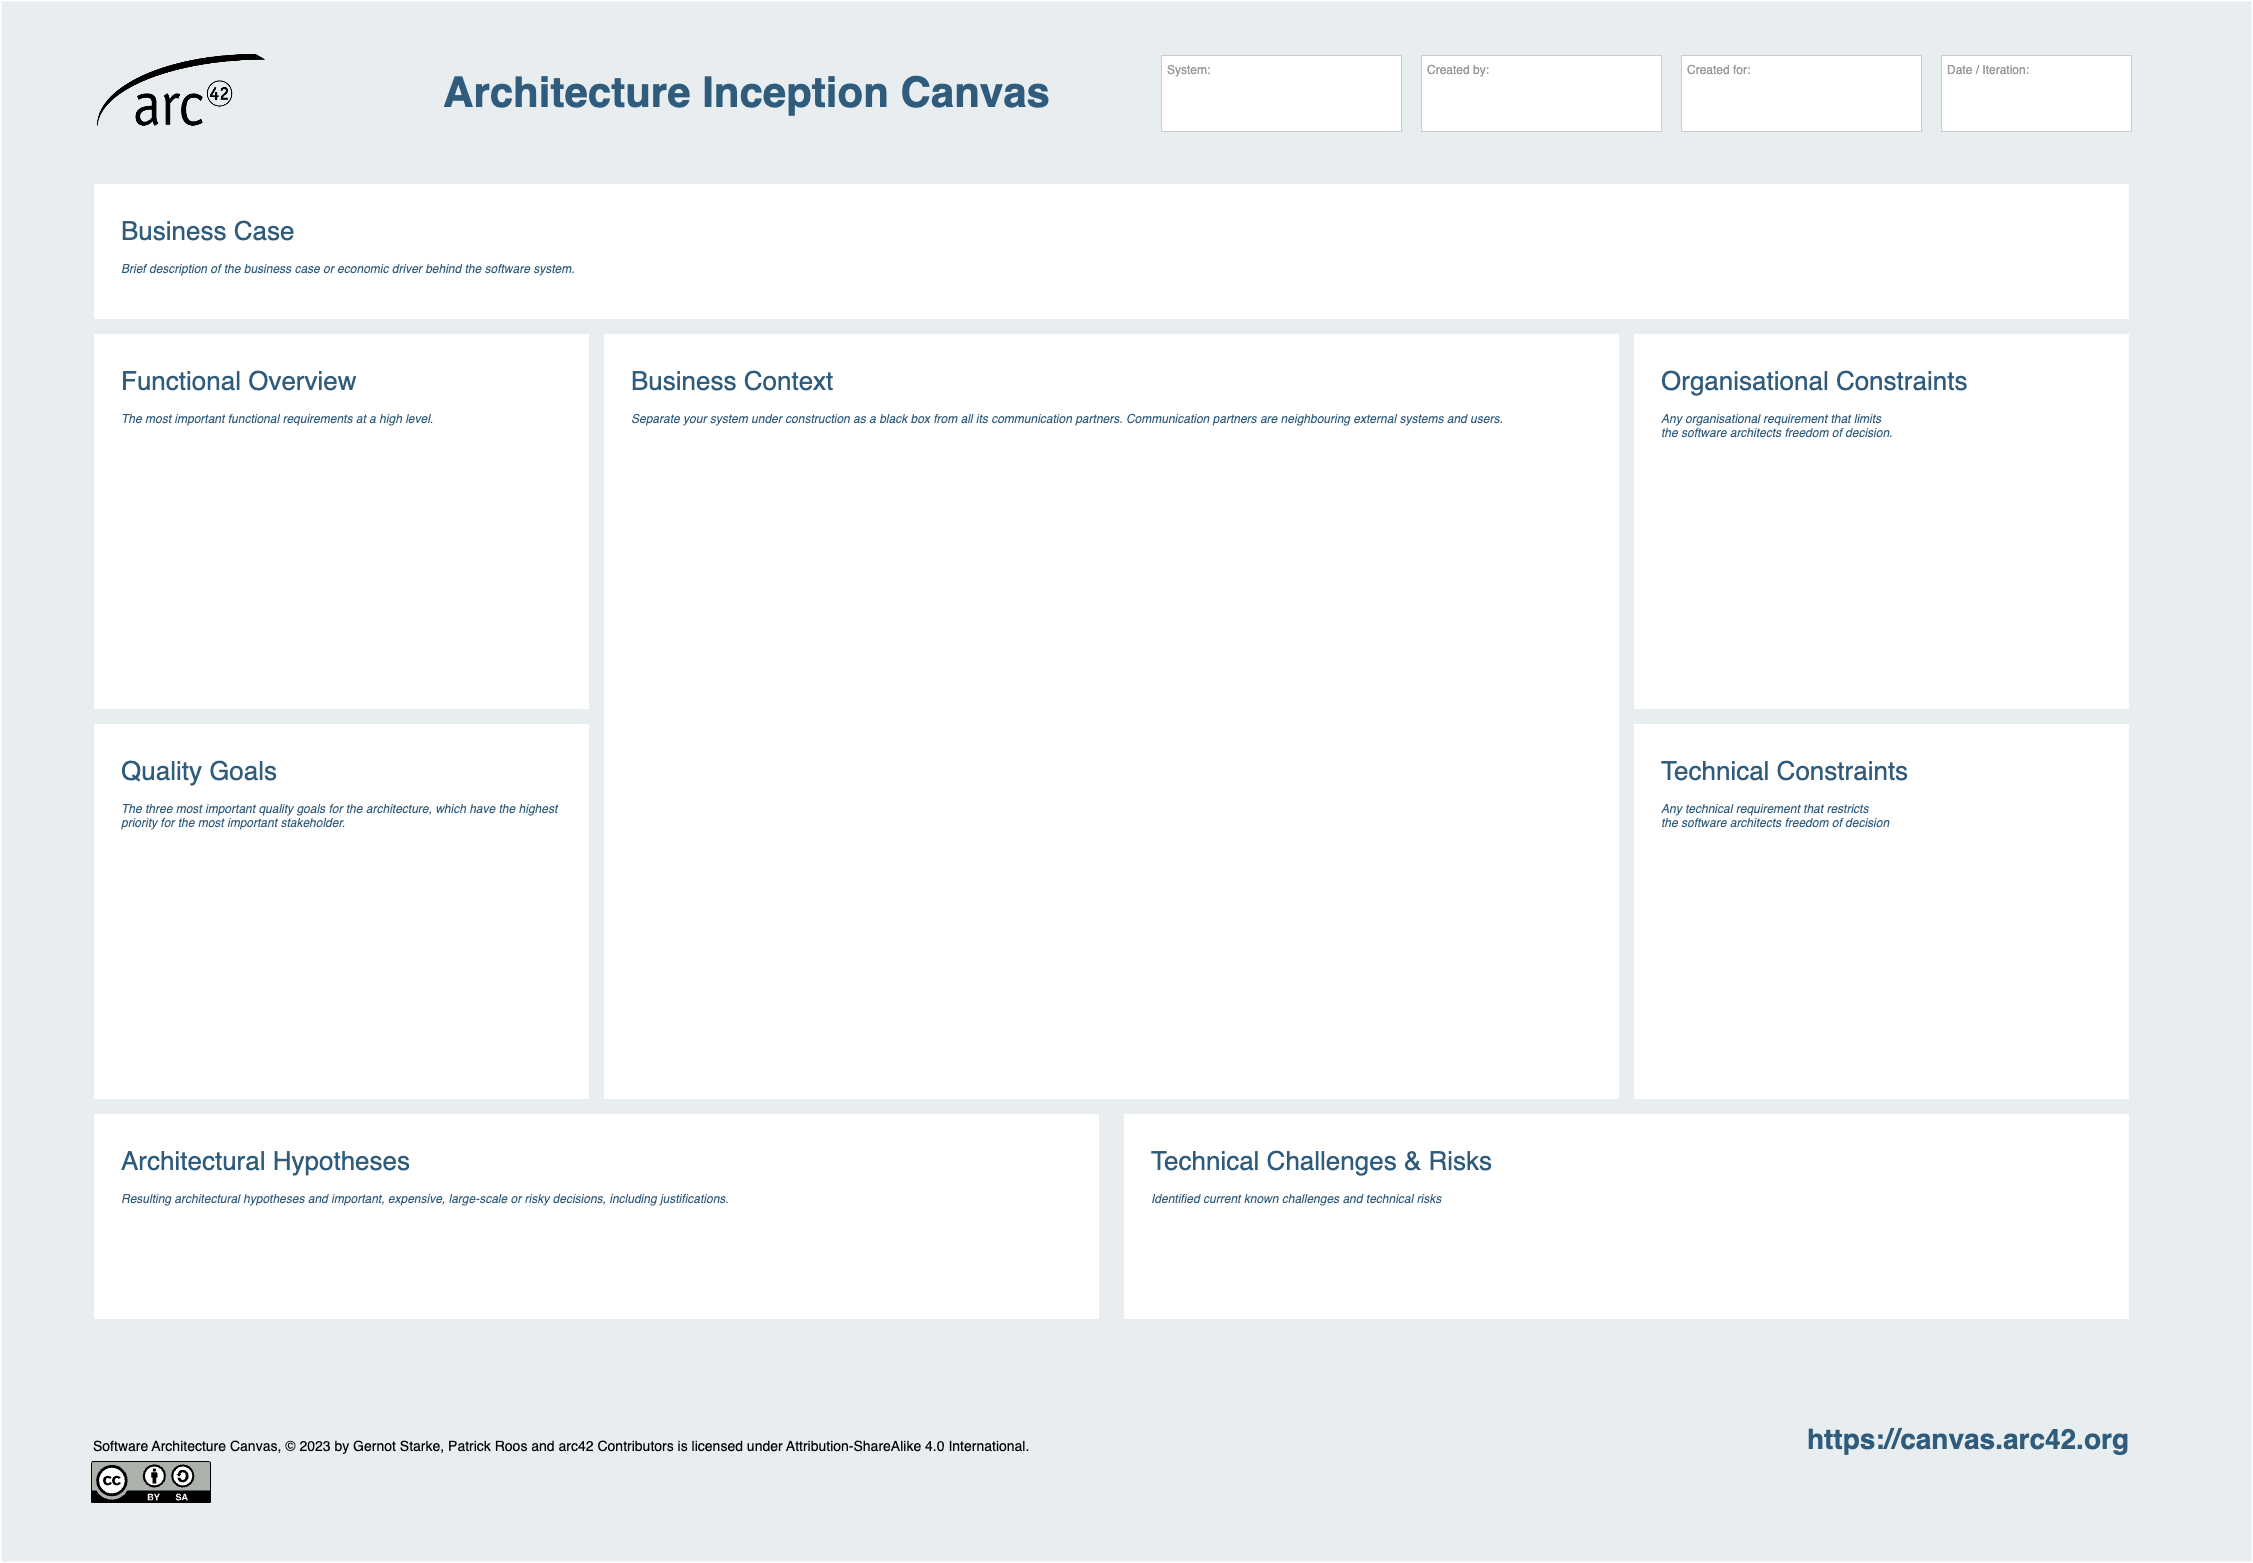 arc42
Architecture Inception Canvas
System:
Created by:
Created for:
Date / Iteration:
Business Case
Brief description of the business case or economic driver behind the software system.
Functional Overview
The most important functional requirements at a high level.
Business Context
Separate your system under construction as a black box from all its communication partners. Communication partners are neighbouring external systems and users.
Organisational Constraints
Any organisational requirement that limits
the software architects freedom of decision.
Quality Goals
The three most important quality goals for the architecture, which have the highest
priority for the most important stakeholder.
Technical Constraints
Any technical requirement that restricts
the software architects freedom of decision
Architectural Hypotheses
Resulting architectural hypotheses and important, expensive, large-scale or risky decisions, including justifications.
Technical Challenges & Risks
Identified current known challenges and technical risks
Software Architecture Canvas, © 2023 by Gernot Starke, Patrick Roos and arc42 Contributors is licensed under Attribution-ShareAlike 4.0 International.
https://canvas.arc42.org
cc
BY SA